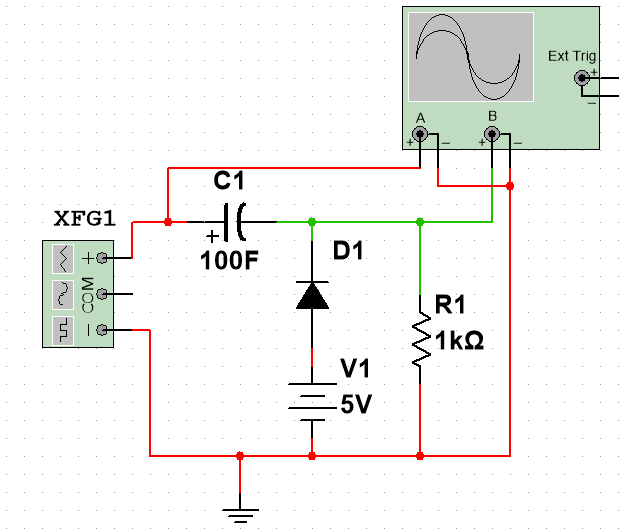 Ext Trig
+
−
A
B
+ − + −
C1
XFG1
+
100F
D1
+
COM
−
R1
1kΩ
V1
5V